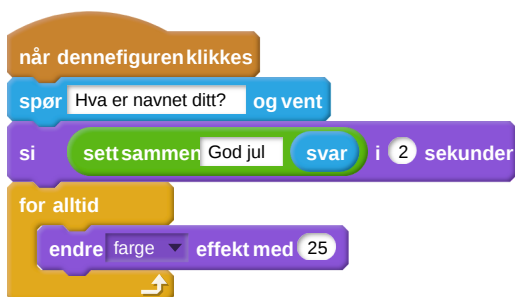 når dennefiguren klikkes
spør Hva er navnet ditt? og vent
si sett sammen God jul svar i 2 sekunder
for alltid
endre farge effekt med 25